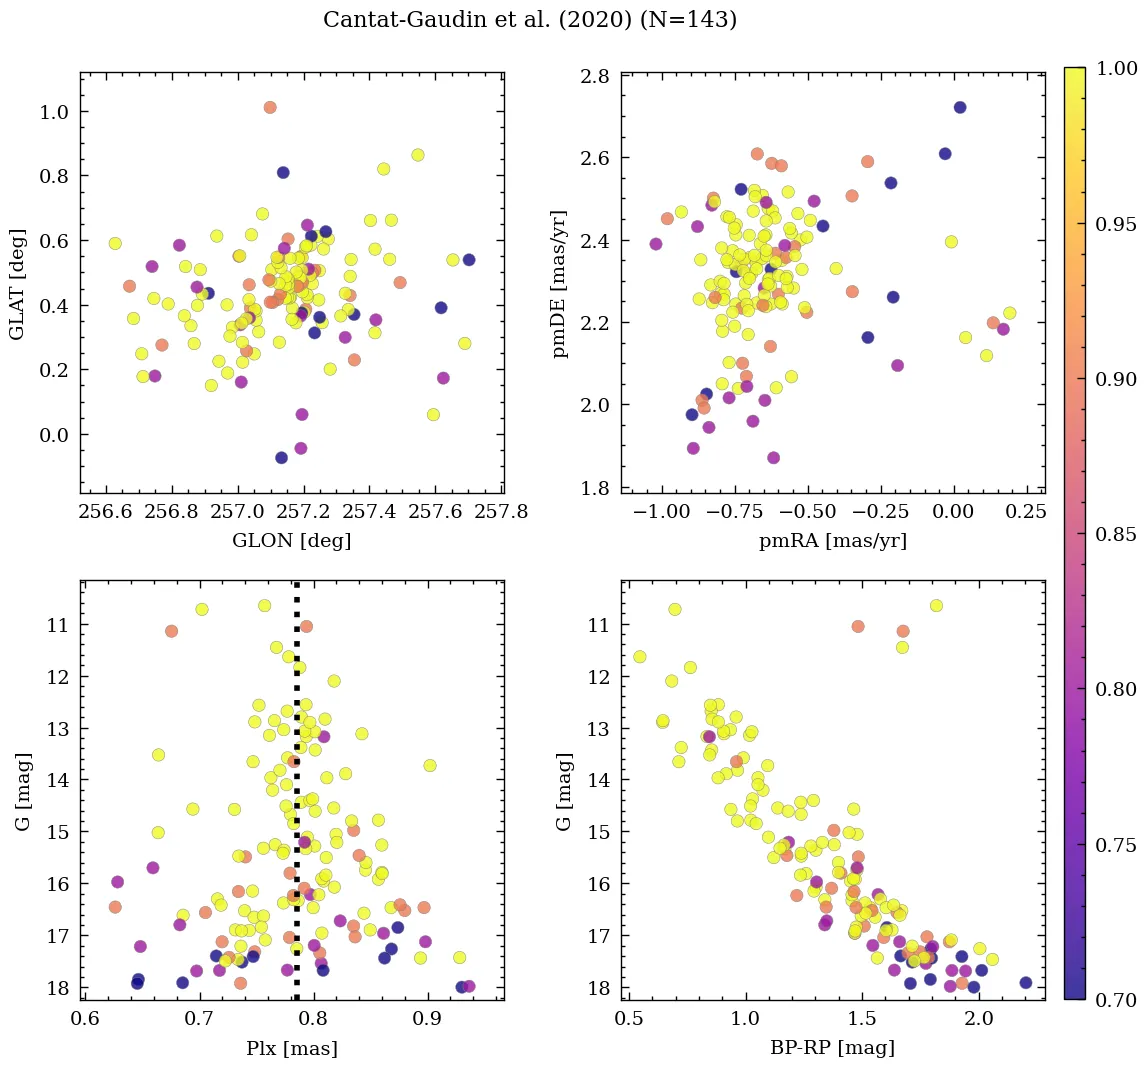 Cantat-Gaudin et al. (2020) (N=143)
1.0
0.8
0.6
0.4
0.2
0.0
GLAT [deg]
256.6 256.8 257.0 257.2 257.4 257.6 257.8
GLON [deg]
2.8
2.6
2.4
2.2
2.0
1.8
pmDE [mas/yr]
−1.00 −0.75 −0.50 −0.25 0.00 0.25
pmRA [mas/yr]
11
12
13
14
15
16
17
18
G [mag]
0.6 0.7 0.8 0.9
Plx [mas]
11
12
13
14
15
16
17
18
G [mag]
0.5 1.0 1.5 2.0
BP-RP [mag]
1.00
0.95
0.90
0.85
0.80
0.75
0.70